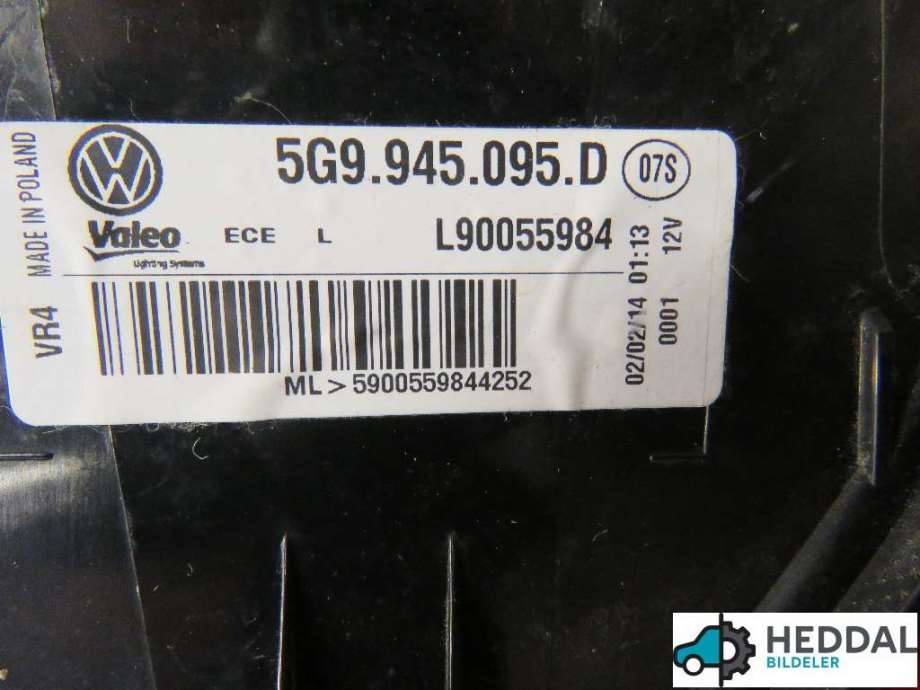 MADE IN POLAND
VR4
5G9.945.095.D
07S
Valeo
Lighting Systems
ECE L L90055984
ML>5900559844252
02/02/14 01:13
0001 12V
HEDDAL
BILDELER